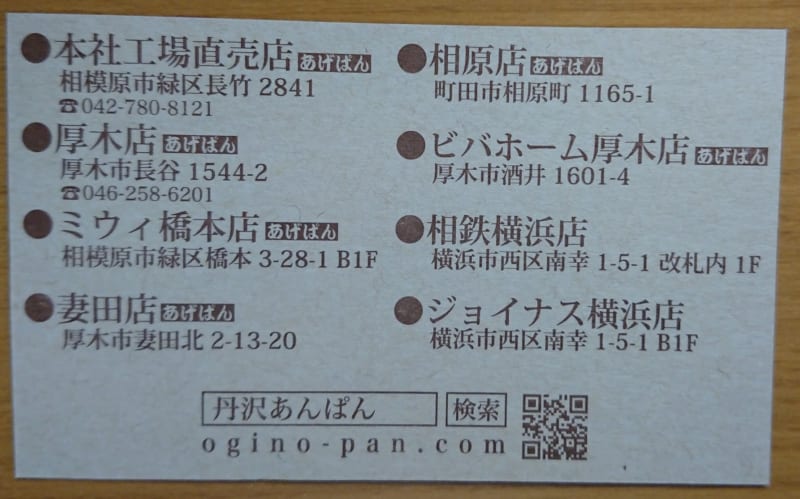 ●本社工場直売店 あげぱん
相模原市緑区長竹 2841
☎042-780-8121
●厚木店 あげぱん
厚木市長谷 1544-2
☎046-258-6201
●ミウィ橋本店 あげぱん
相模原市緑区橋本 3-28-1 B1F
●妻田店 あげぱん
厚木市妻田北 2-13-20
●相原店 あげぱん
町田市相原町 1165-1
●ビバホーム厚木店 あげぱん
厚木市酒井 1601-4
●相鉄横浜店
横浜市西区南幸 1-5-1 改札内 1F
●ジョイナス横浜店
横浜市西区南幸 1-5-1 B1F
丹沢あんぱん 検索
ogino-pan.com